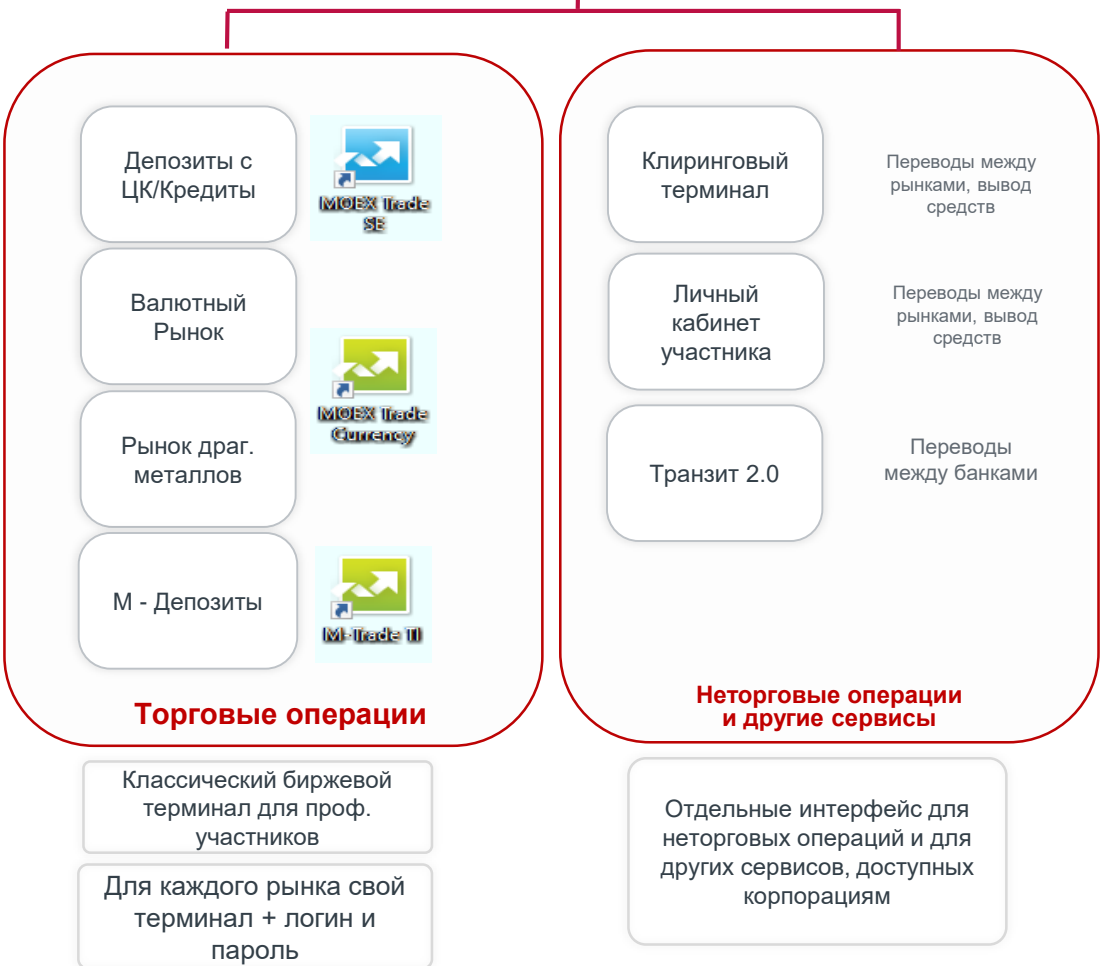 Депозиты с
ЦК/Кредиты
MOEX Trade
SE
Валютный
Рынок
MOEX Trade
Currency
Рынок драг.
металлов
М - Депозиты
M-Trade TI
Торговые операции
Классический биржевой
терминал для проф.
участников
Для каждого рынка свой
терминал + логин и
пароль
Клиринговый
терминал
Переводы между
рынками, вывод
средств
Личный
кабинет
участника
Переводы между
рынками, вывод
средств
Транзит 2.0
Переводы
между банками
Неторговые операции
и другие сервисы
Отдельные интерфейс для
неторговых операций и для
других сервисов, доступных
корпорациям